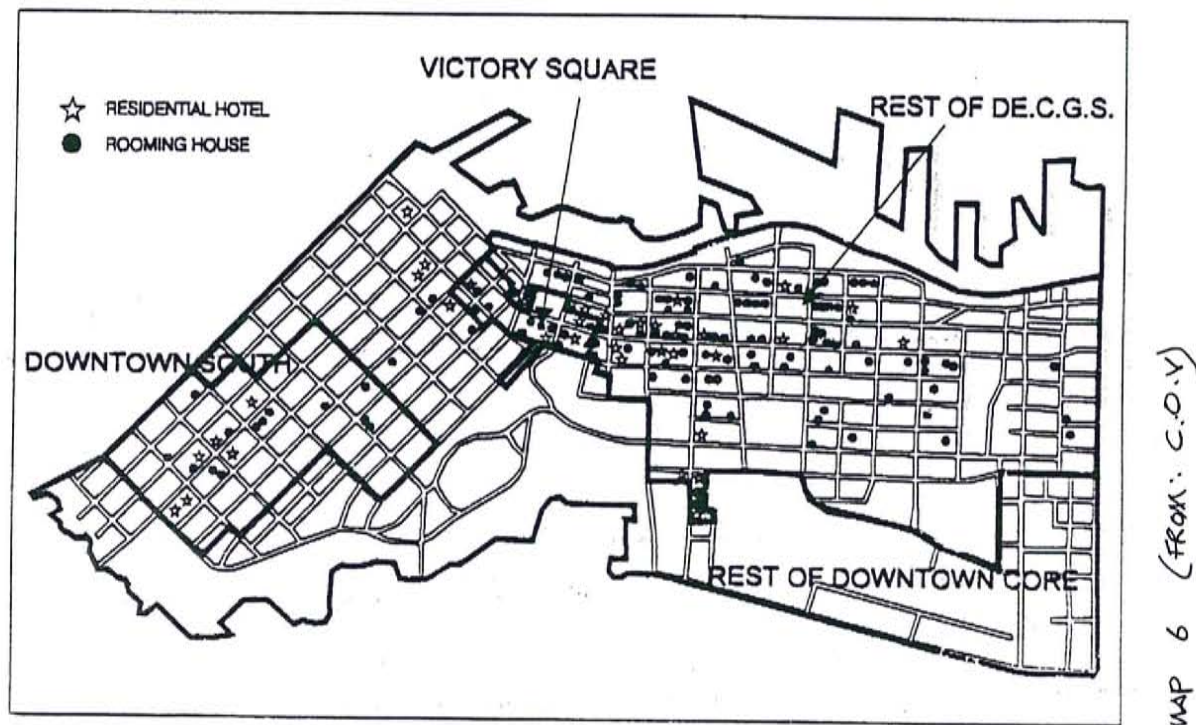 VICTORY SQUARE
RESIDENTIAL HOTEL
ROOMING HOUSE
REST OF DE.C.G.S.
DOWNTOWN SOUTH
REST OF DOWNTOWN CORE
MAP 6 (FROM: C.O.V)